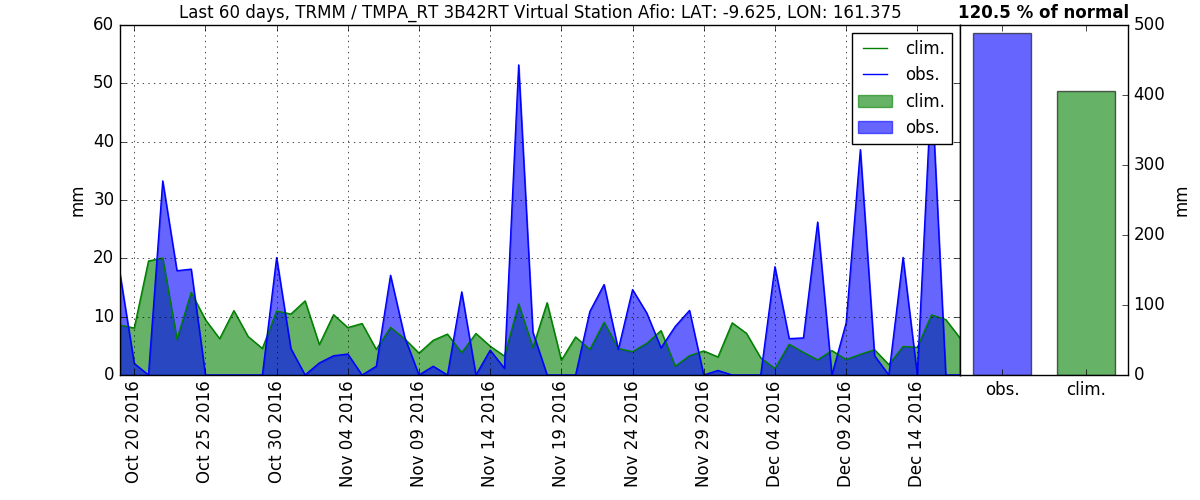 Last 60 days, TRMM / TMPA_RT 3B42RT Virtual Station Afio: LAT: -9.625, LON: 161.375
120.5 % of normal
60
50
40
30
20
10
0
mm
clim.
obs.
clim.
obs.
500
400
300
200
100
0
mm
obs.
clim.
Oct 20 2016
Oct 25 2016
Oct 30 2016
Nov 04 2016
Nov 09 2016
Nov 14 2016
Nov 19 2016
Nov 24 2016
Nov 29 2016
Dec 04 2016
Dec 09 2016
Dec 14 2016